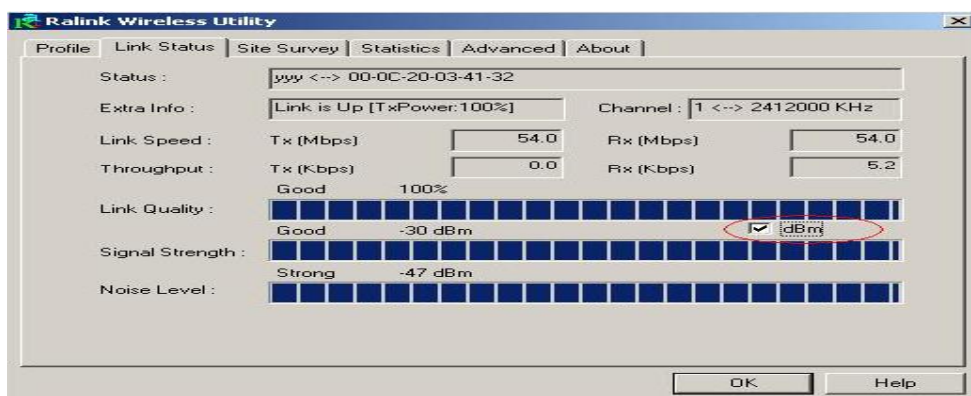 Ralink Wireless Utility
Profile Link Status Site Survey Statistics Advanced About
Status : yyy <--> 00-0C-20-03-41-32
Extra Info : Link is Up [TxPower:100%] Channel : 1 <--> 2412000 KHz
Link Speed : Tx (Mbps) 54.0 Rx (Mbps) 54.0
Throughput : Tx (Kbps) 0.0 Rx (Kbps) 5.2
Good 100%
Link Quality :
Good -30 dBm dBm
Signal Strength :
Strong -47 dBm
Noise Level :
OK Help